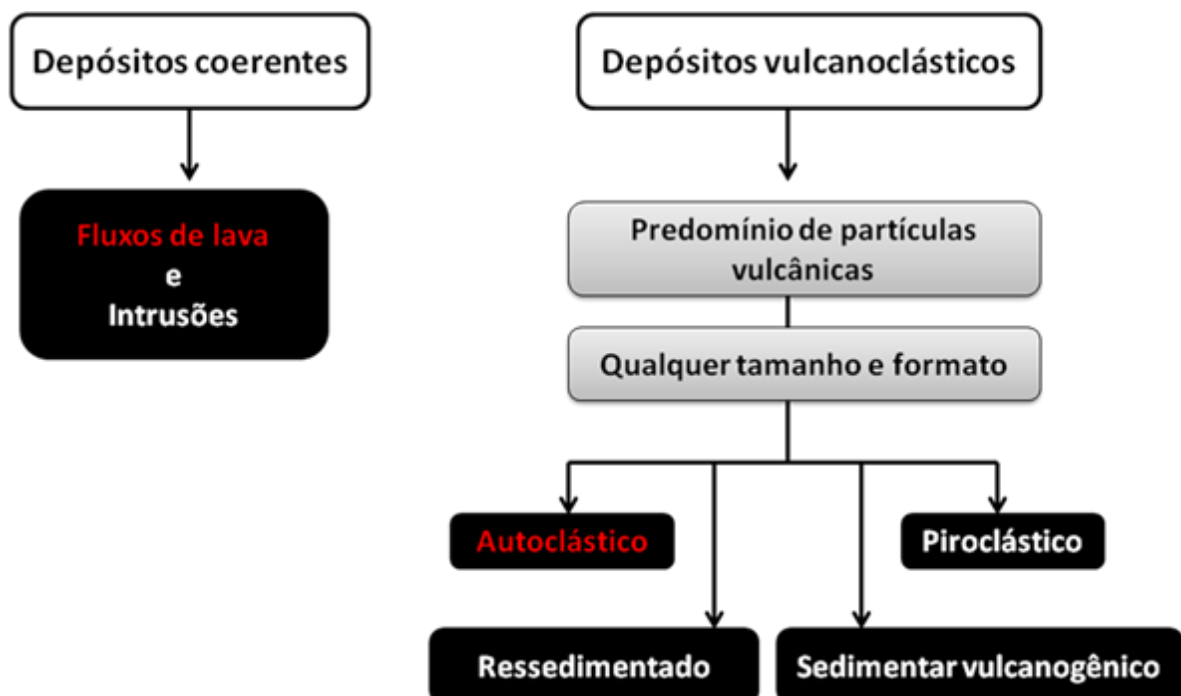 Depósitos coerentes
Fluxos de lava
e
Intrusões
Depósitos vulcanoclásticos
Predomínio de partículas
vulcânicas
Qualquer tamanho e formato
Autoclástico
Piroclástico
Ressedimentado
Sedimentar vulcanogênico